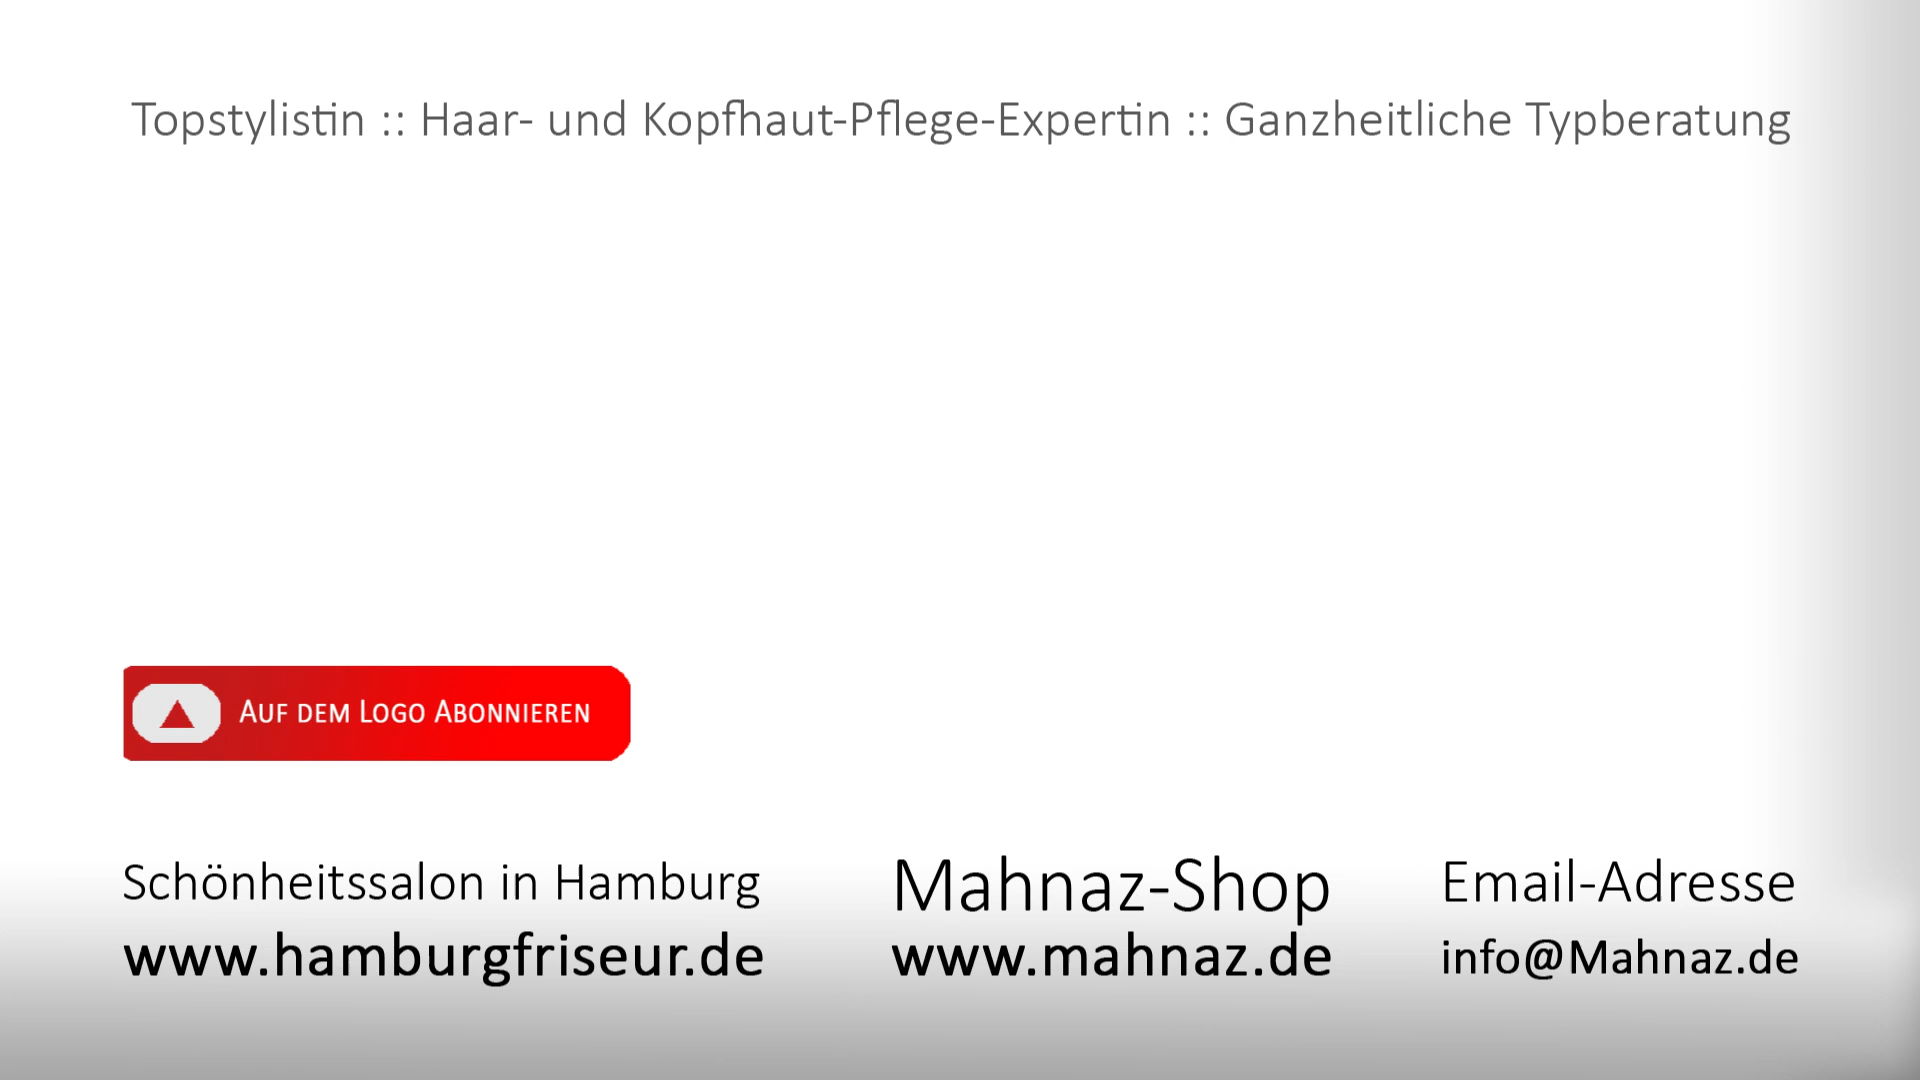 Topstylistin :: Haar- und Kopfhaut-Pflege-Expertin :: Ganzheitliche Typberatung
Auf dem Logo Abonnieren
Schönheitssalon in Hamburg
www.hamburgfriseur.de
Mahnaz-Shop
www.mahnaz.de
Email-Adresse
info@Mahnaz.de